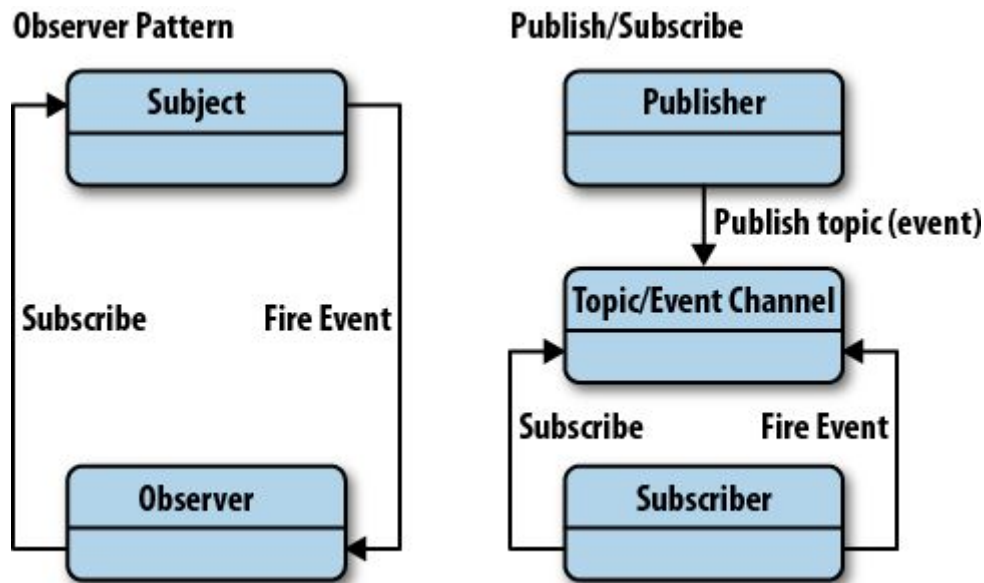 Observer Pattern
Subject
Subscribe
Fire Event
Observer
Publish/Subscribe
Publisher
Publish topic (event)
Topic/Event Channel
Subscribe
Fire Event
Subscriber